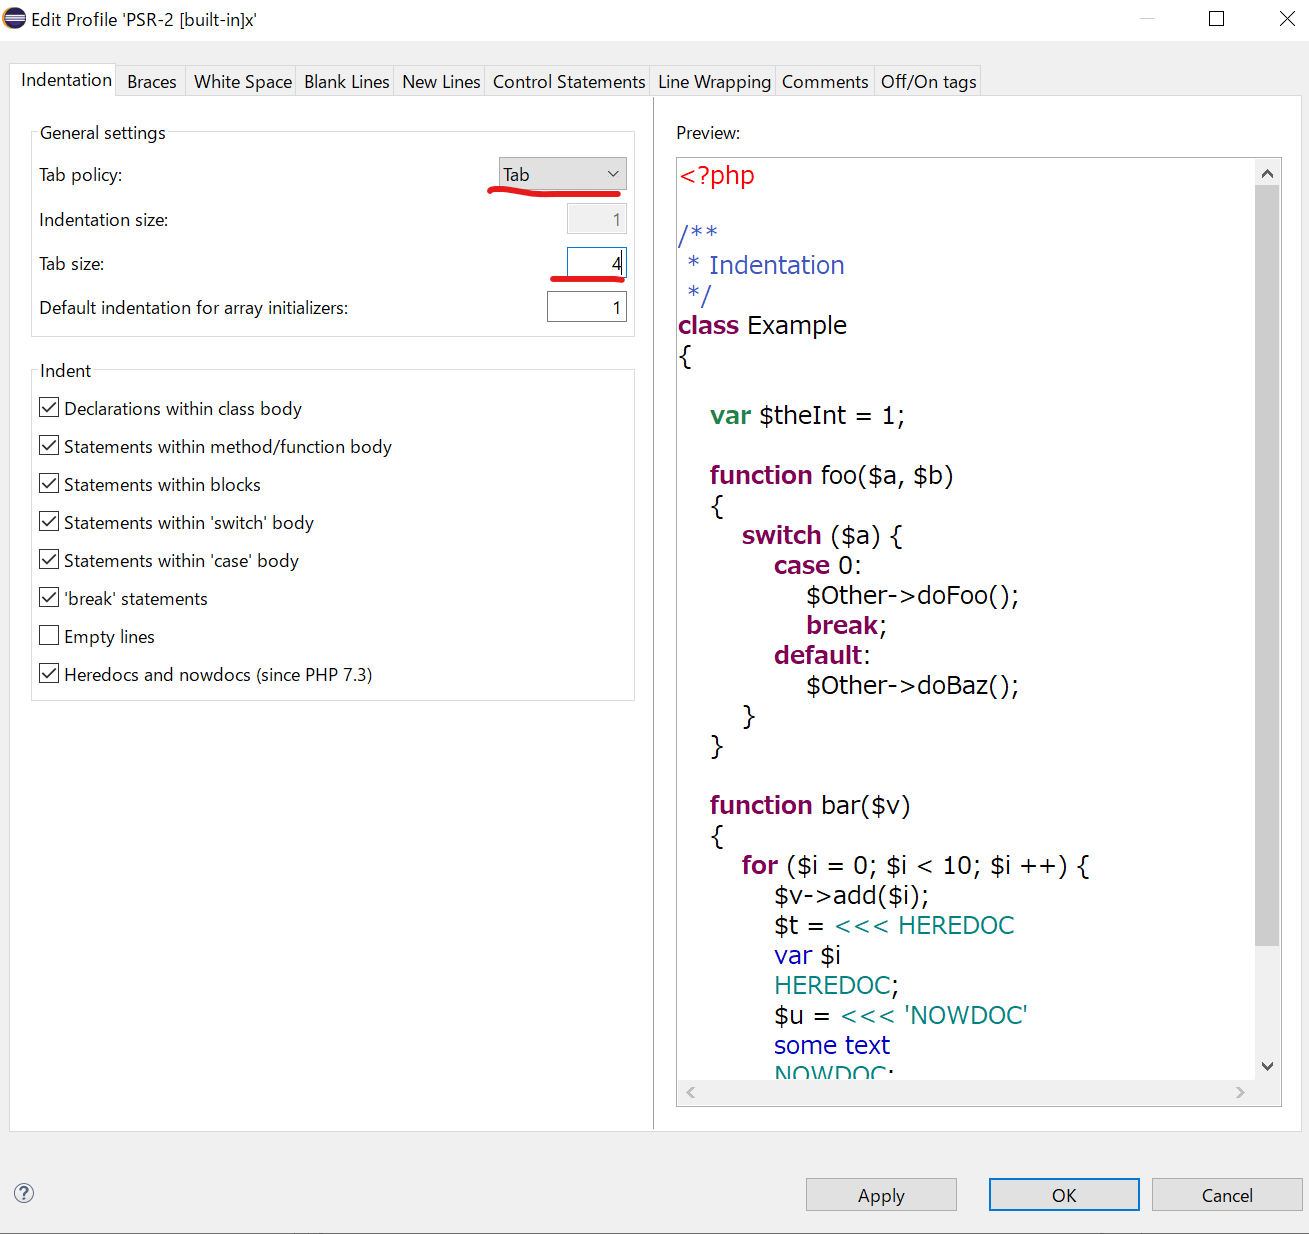 Edit Profile 'PSR-2 [built-in]x'
Indentation Braces White Space Blank Lines New Lines Control Statements Line Wrapping Comments Off/On tags
General settings
Tab policy: Tab
Indentation size: 1
Tab size: 4
Default indentation for array initializers: 1
Indent
Declarations within class body
Statements within method/function body
Statements within blocks
Statements within 'switch' body
Statements within 'case' body
'break' statements
Empty lines
Heredocs and nowdocs (since PHP 7.3)
Preview:
<?php
/**
 * Indentation
 */
class Example
{
    var $theInt = 1;
    function foo($a, $b)
    {
        switch ($a) {
            case 0:
                $Other->doFoo();
                break;
            default:
                $Other->doBaz();
        }
    }
    function bar($v)
    {
        for ($i = 0; $i < 10; $i ++) {
            $v->add($i);
            $t = <<< HEREDOC
            var $i
            HEREDOC;
            $u = <<< 'NOWDOC'
            some text
            NOWDOC;
?
Apply OK Cancel